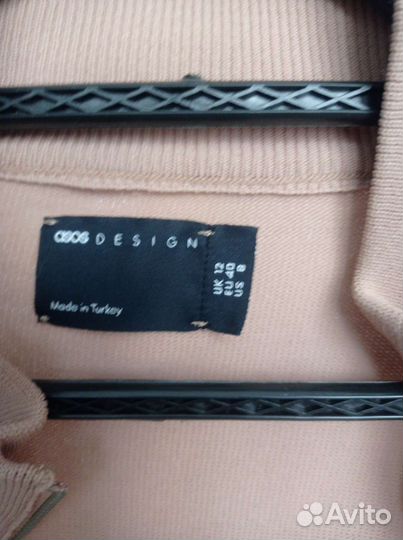 asos DESIGN
Made in Turkey
UK 12
EU 40
US 8
Avito